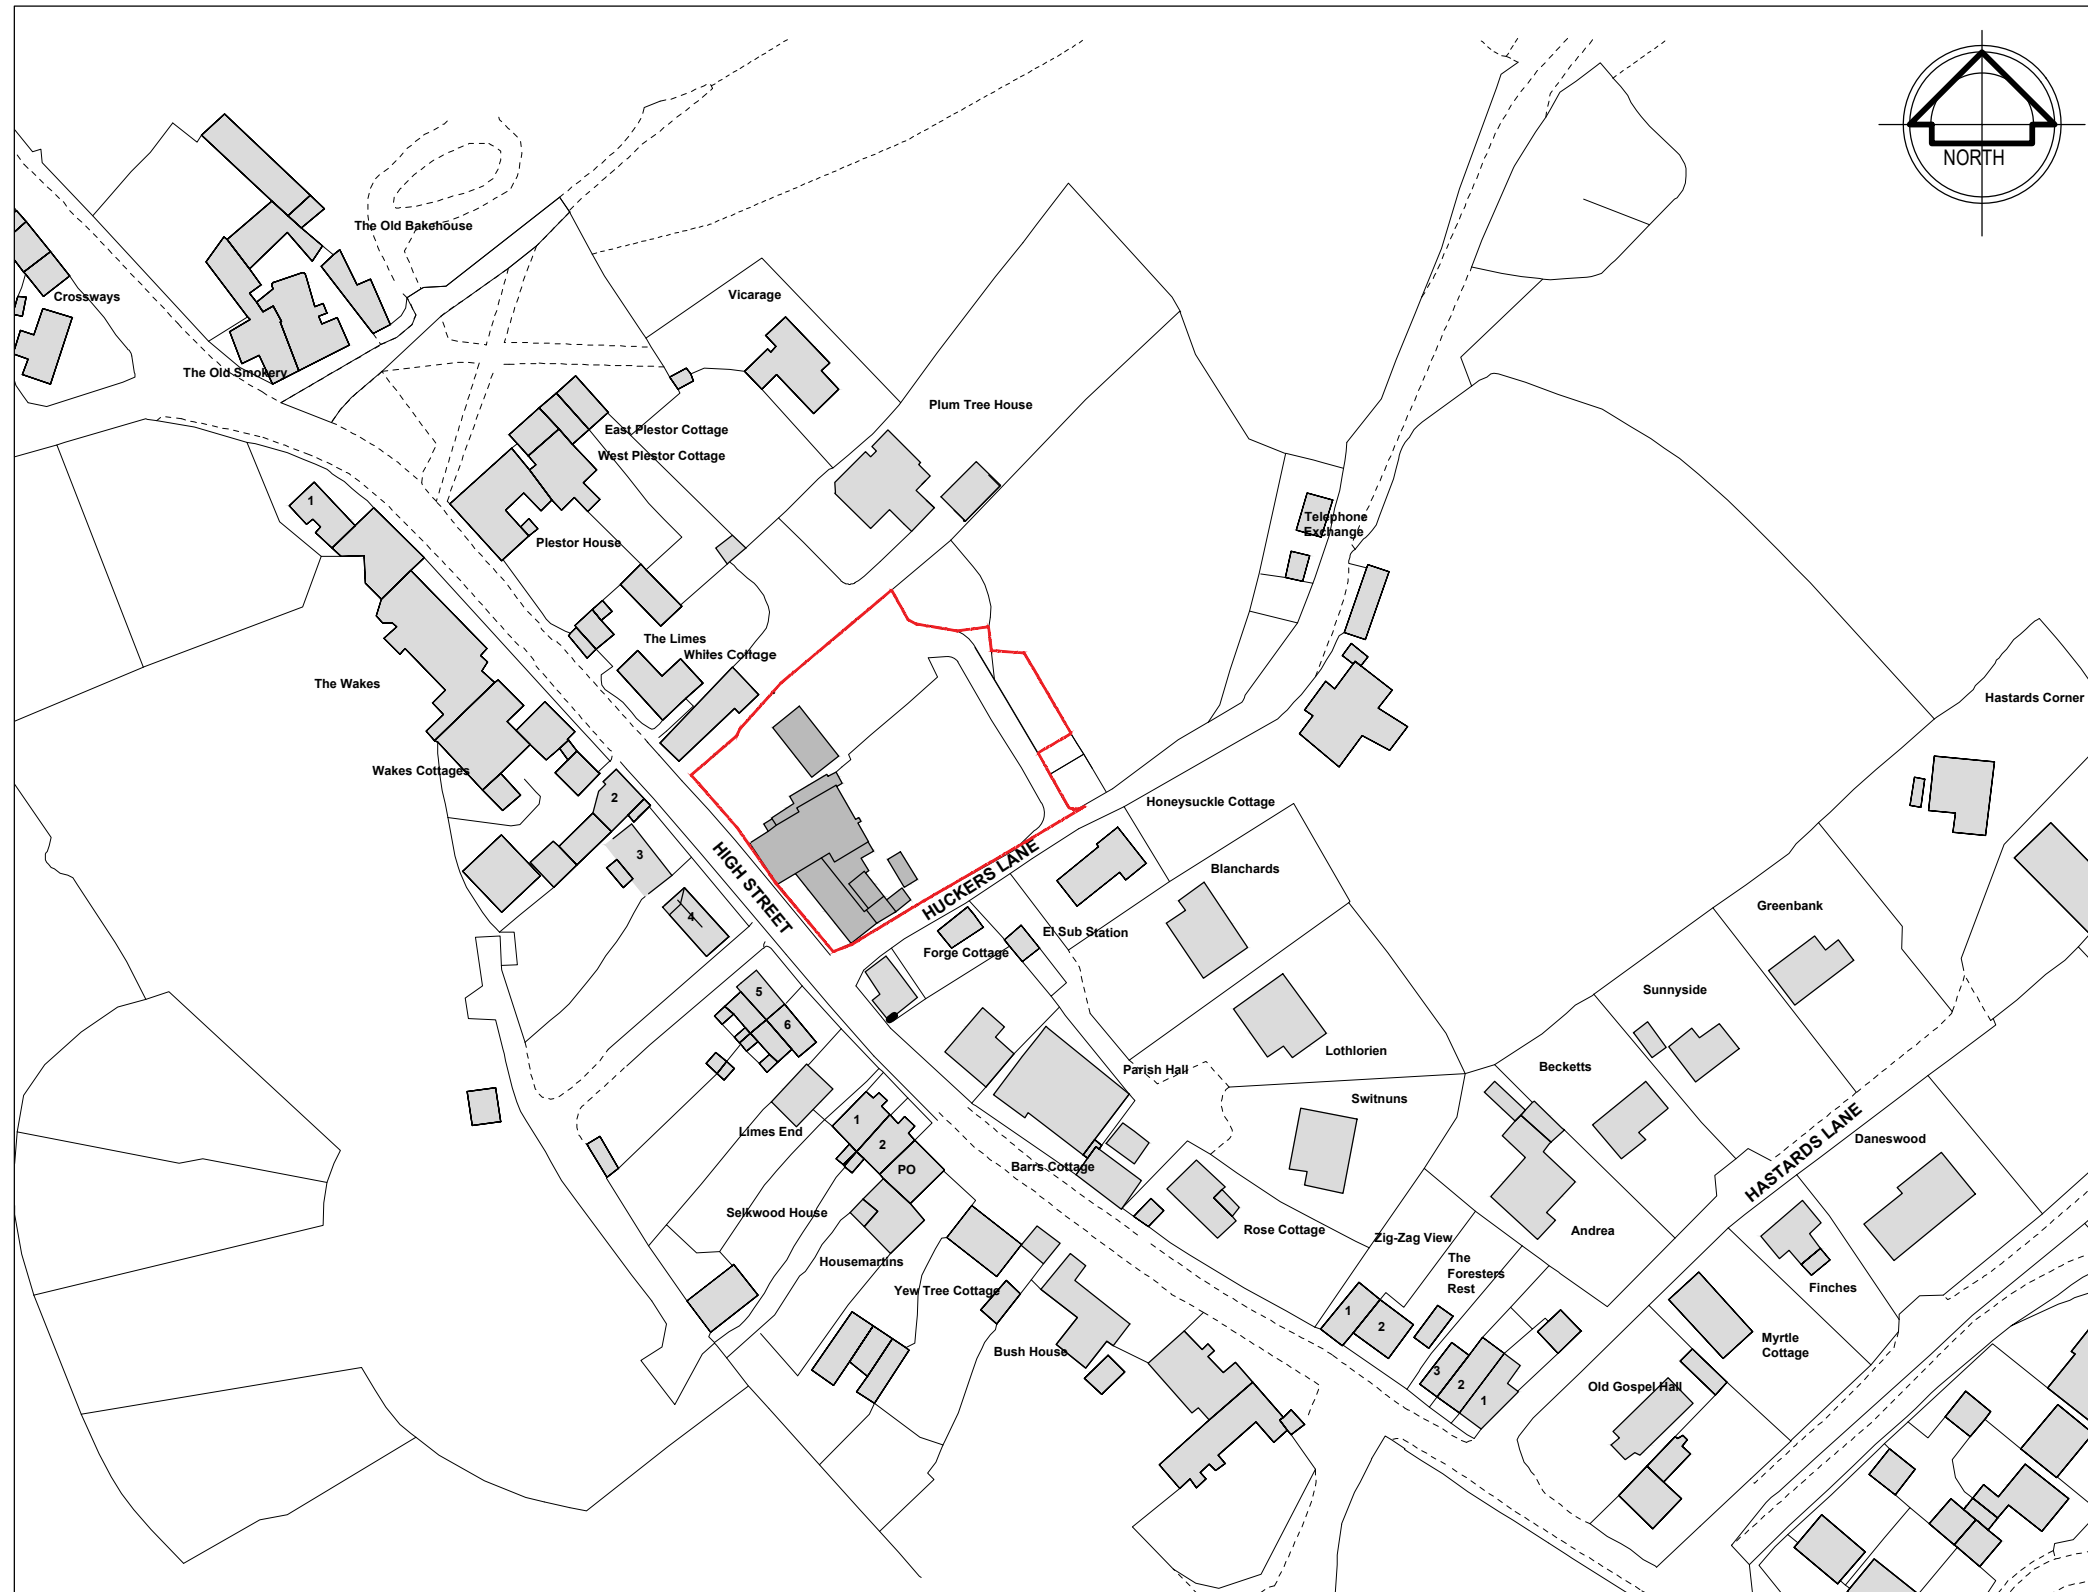 NORTH
The Old Bakehouse
Crossways
Vicarage
The Old Smokery
Plum Tree House
East Plestor Cottage
West Plestor Cottage
1
Telephone
Exchange
Plestor House
The Limes
Whites Cottage
The Wakes
Hastards Corner
Wakes Cottages
2
Honeysuckle Cottage
3
HIGH STREET
HUCKERS LANE
Blanchards
4
Greenbank
El Sub Station
Forge Cottage
5
6
Sunnyside
Lothlorien
Becketts
Parish Hall
Switnuns
1
Limes End
2
HASTARDS LANE
Daneswood
PO
Barrs Cottage
Selkwood House
Rose Cottage
Zig-Zag View
Andrea
The
Foresters
Rest
Housemartins
Yew Tree Cottage
Finches
1
2
Bush House
Myrtle
Cottage
3
2
1
Old Gospel Hall